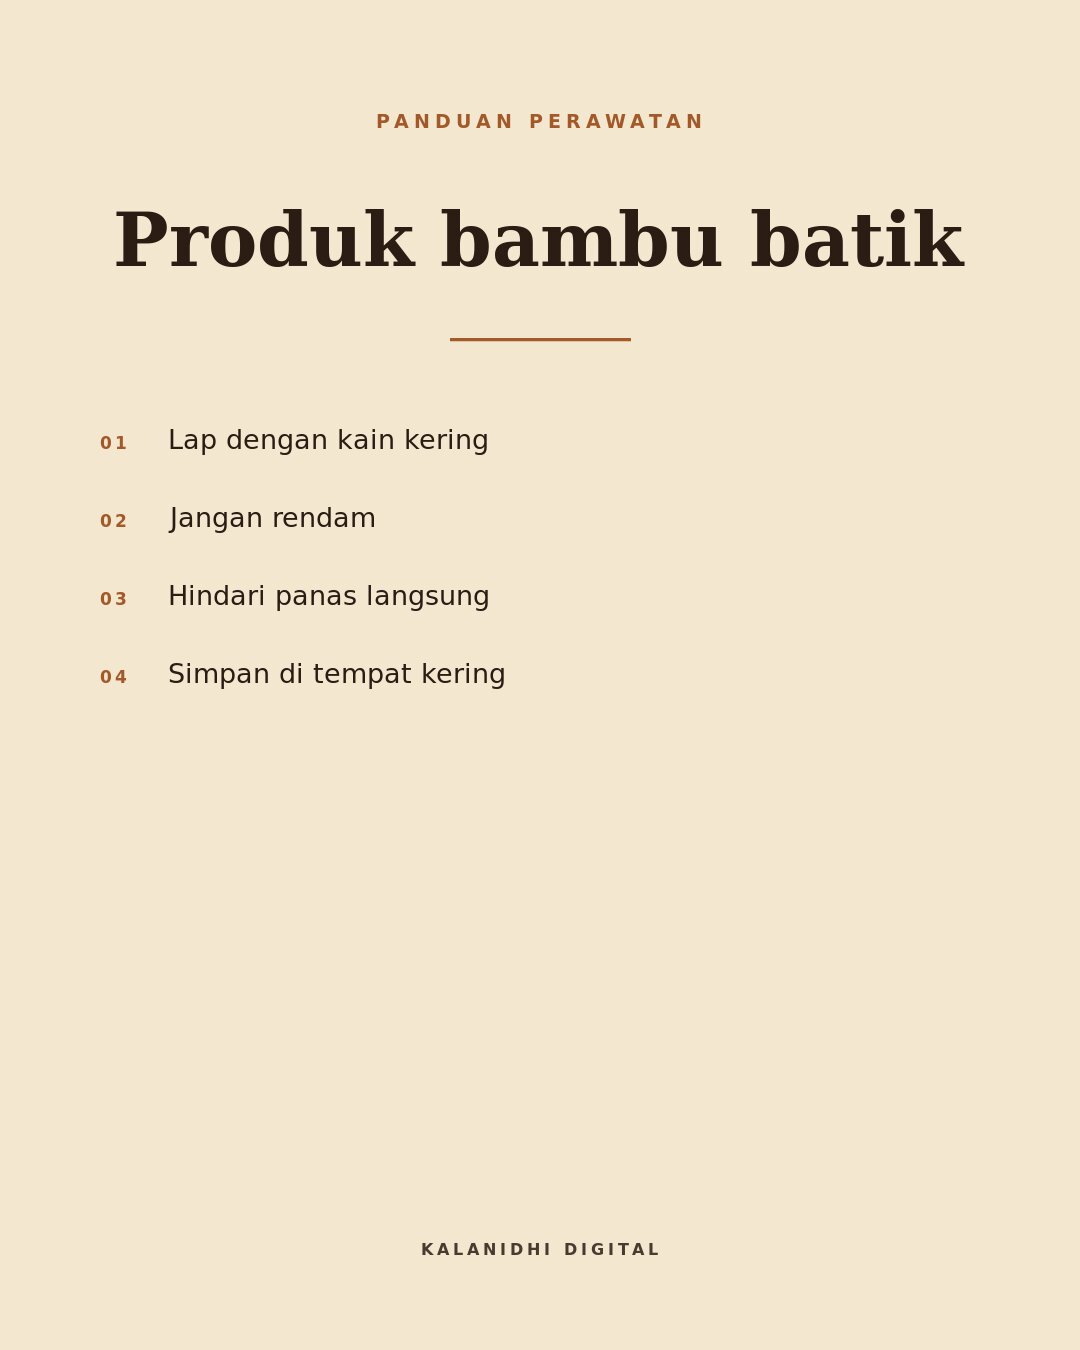 PANDUAN PERAWATAN
Produk bambu batik
01 Lap dengan kain kering
02 Jangan rendam
03 Hindari panas langsung
04 Simpan di tempat kering
KALANIDHI DIGITAL